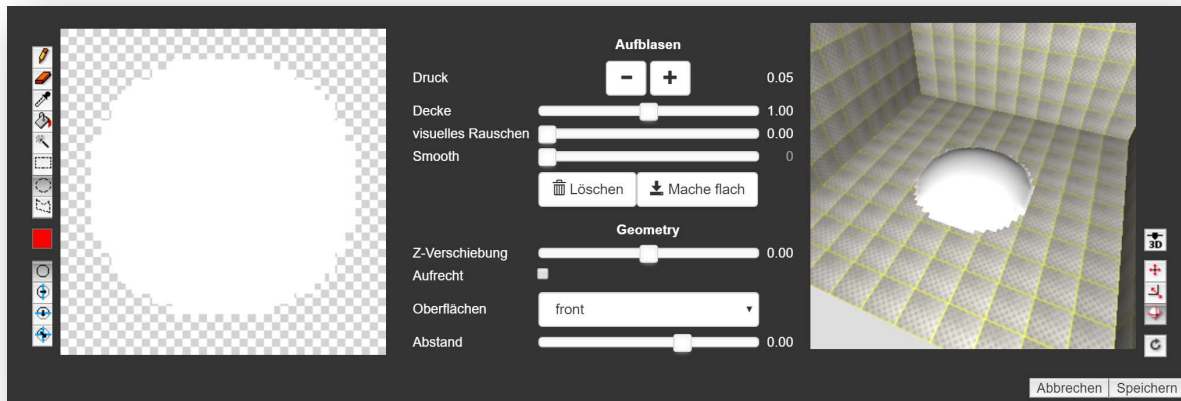 Aufblasen
Druck - + 0.05
Decke 1.00
visuelles Rauschen 0.00
Smooth 0
Löschen Mache flach
Geometry
Z-Verschiebung 0.00
Aufrecht
Oberflächen front
Abstand 0.00
3D
Abbrechen Speichern